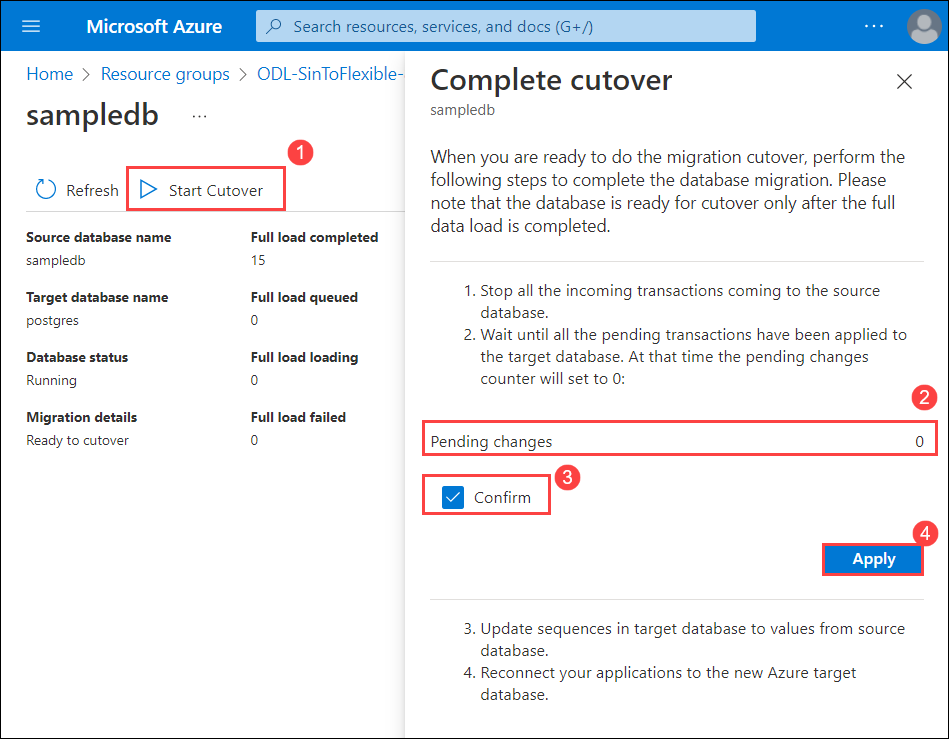 Microsoft Azure
Search resources, services, and docs (G+/)
...
Home > Resource groups > ODL-SinToFlexible-
sampledb ...
1
Refresh
Start Cutover
Source database name
sampledb
Full load completed
15
Target database name
postgres
Full load queued
0
Database status
Running
Full load loading
0
Migration details
Ready to cutover
Full load failed
0
Complete cutover
sampledb
When you are ready to do the migration cutover, perform the
following steps to complete the database migration. Please
note that the database is ready for cutover only after the full
data load is completed.
1. Stop all the incoming transactions coming to the source
database.
2. Wait until all the pending transactions have been applied to
the target database. At that time the pending changes
counter will set to 0:
2
Pending changes 0
3
Confirm
4
Apply
3. Update sequences in target database to values from source
database.
4. Reconnect your applications to the new Azure target
database.